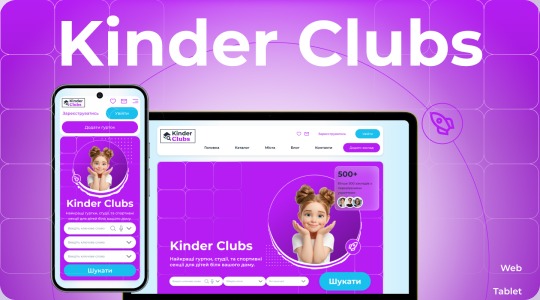 Kinder Clubs
Kinder
Clubs
Зареєструватись
Увійти
Додати гурток
Kinder Clubs
Найкращі гуртки, студії та спортивні
секції для дітей біля вашого дому.
Шукати
Kinder
Clubs
Увійти
Головна Каталог Міста Блог Контакти Додати гурток
500+
Kinder Clubs
Найкращі гуртки, студії, та спортивні
секції для дітей біля вашого дому.
Шукати
Web
Tablet